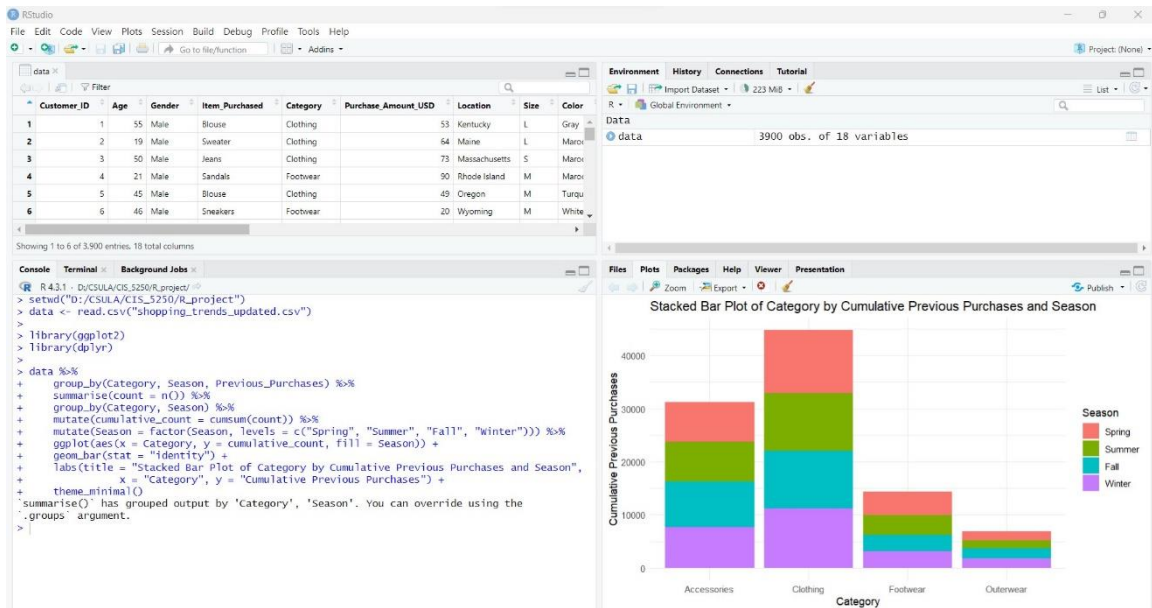 RStudio
File Edit Code View Plots Session Build Debug Profile Tools Help
Go to file/function Addins Project: (None)
data
Filter
Customer_ID Age Gender Item_Purchased Category Purchase_Amount_USD Location Size Color
1 1 55 Male Blouse Clothing 53 Kentucky L Gray
2 2 19 Male Sweater Clothing 64 Maine L Maro
3 3 50 Male Jeans Clothing 73 Massachusetts S Maro
4 4 21 Male Sandals Footwear 90 Rhode Island M Maro
5 5 45 Male Blouse Clothing 49 Oregon M Turqu
6 6 46 Male Sneakers Footwear 20 Wyoming M White
Showing 1 to 6 of 3,900 entries, 18 total columns
Console Terminal Background Jobs
R 4.3.1 · D:/CSULA/CIS_5250/R_project/
> setwd("D:/CSULA/CIS_5250/R_project")
> data <- read.csv("shopping_trends_updated.csv")
>
> library(ggplot2)
> library(dplyr)
>
> data %>%
+ group_by(Category, Season, Previous_Purchases) %>%
+ summarise(count = n()) %>%
+ group_by(Category, Season) %>%
+ mutate(cumulative_count = cumsum(count)) %>%
+ mutate(Season = factor(Season, levels = c("Spring", "Summer", "Fall", "Winter"))) %>%
+ ggplot(aes(x = Category, y = cumulative_count, fill = Season)) +
+ geom_bar(stat = "identity") +
+ labs(title = "Stacked Bar Plot of Category by Cumulative Previous Purchases and Season",
+ x = "Category", y = "Cumulative Previous Purchases") +
+ theme_minimal()
`summarise()` has grouped output by 'Category', 'Season'. You can override using the
`.groups` argument.
>
Environment History Connections Tutorial
Import Dataset 223 MiB List
R Global Environment
Data
data 3900 obs. of 18 variables
Files Plots Packages Help Viewer Presentation
Zoom Export Publish
Stacked Bar Plot of Category by Cumulative Previous Purchases and Season
Cumulative Previous Purchases
40000
30000
20000
10000
0
Accessories Clothing Footwear Outerwear
Category
Season
Spring
Summer
Fall
Winter